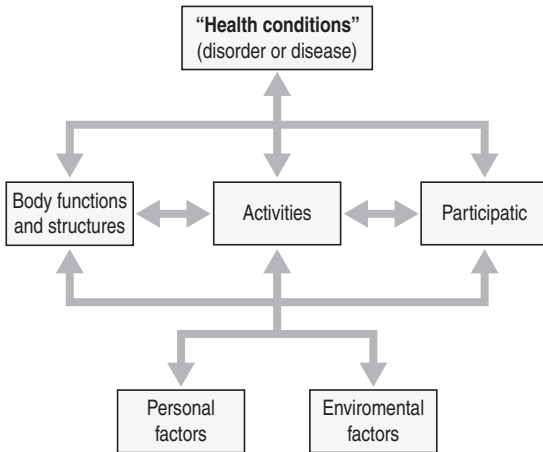 “Health conditions”
(disorder or disease)
Body functions
and structures
Activities
Participatic
Personal
factors
Enviromental
factors